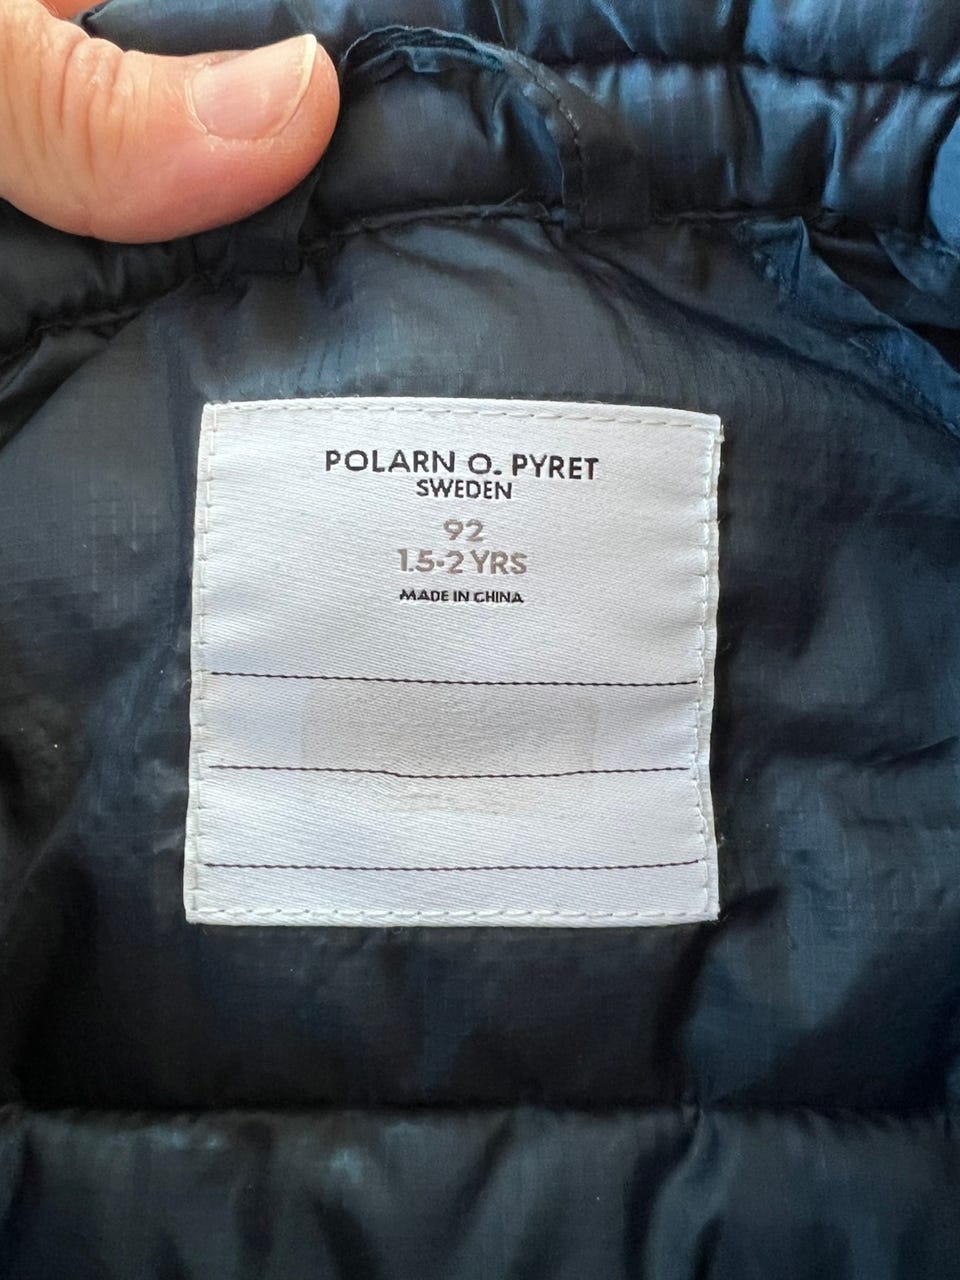 POLARN O. PYRET
SWEDEN
92
1.5-2 YRS
MADE IN CHINA